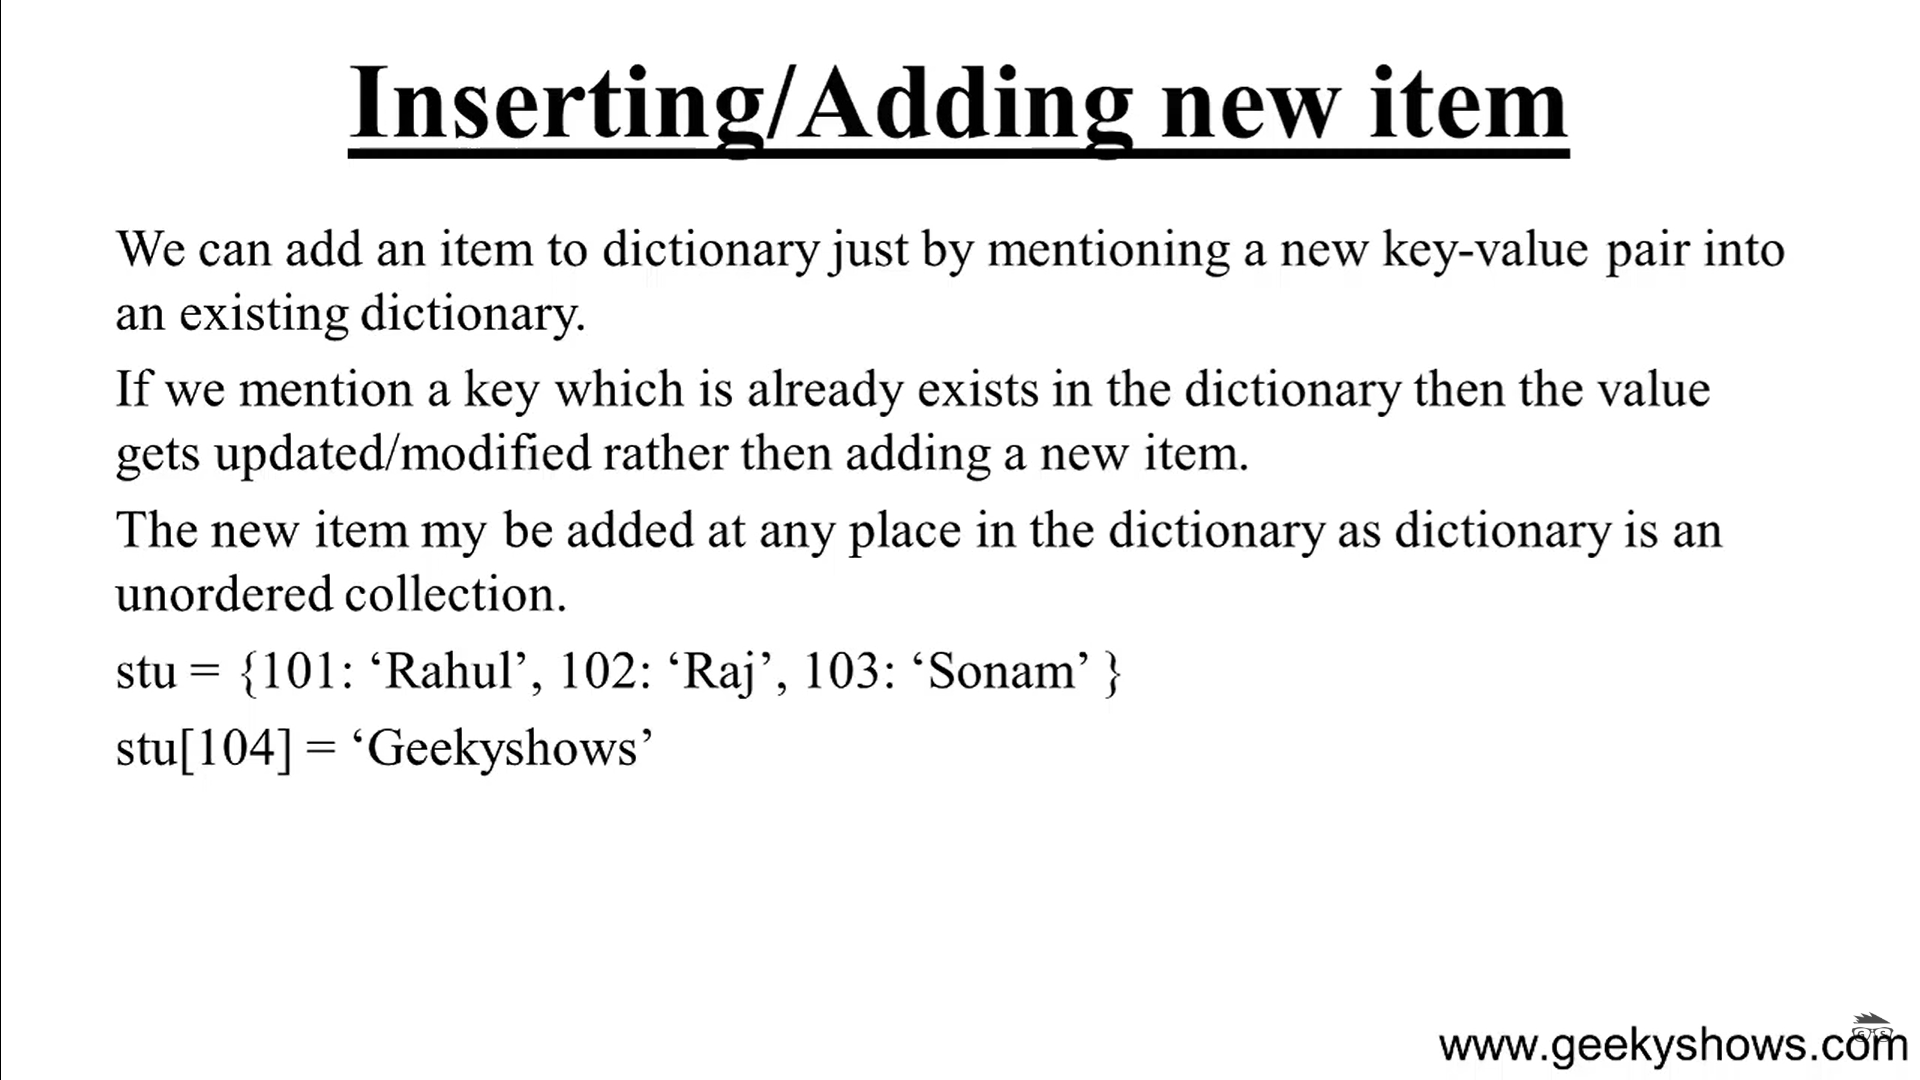 Inserting/Adding new item
We can add an item to dictionary just by mentioning a new key-value pair into
an existing dictionary.
If we mention a key which is already exists in the dictionary then the value
gets updated/modified rather then adding a new item.
The new item my be added at any place in the dictionary as dictionary is an
unordered collection.
stu = {101: ‘Rahul’, 102: ‘Raj’, 103: ‘Sonam’ }
stu[104] = ‘Geekyshows’
www.geekyshows.com